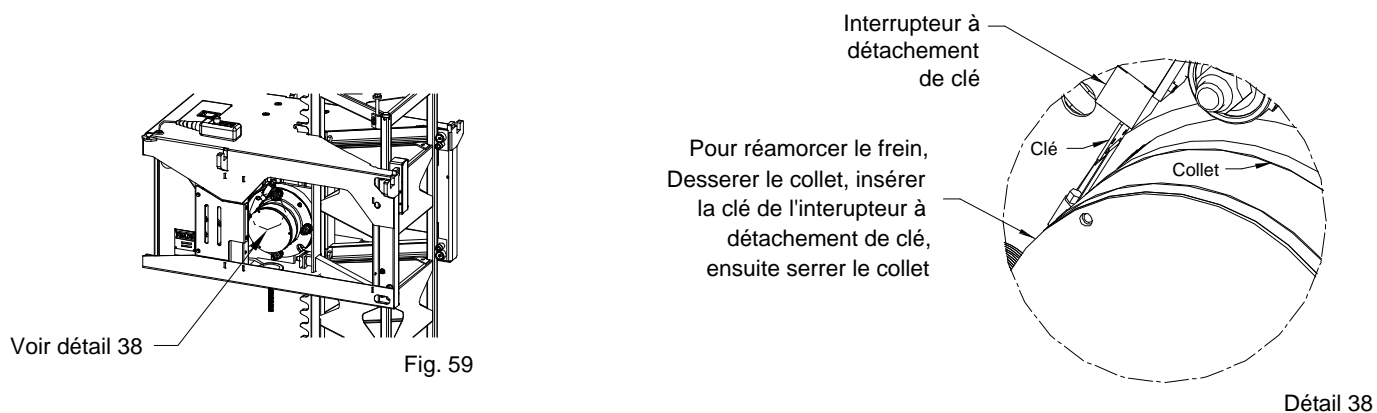 Voir détail 38
Fig. 59
Interrupteur à
détachement
de clé
Clé
Collet
Pour réamorcer le frein,
Desserer le collet, insérer
la clé de l'interupteur à
détachement de clé,
ensuite serrer le collet
Détail 38